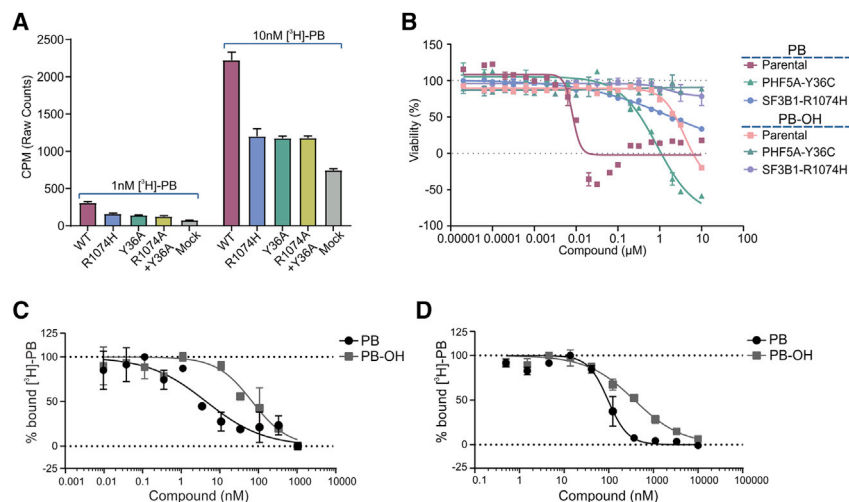 A
CPM (Raw Counts)
2500
2000
1500
1000
500
0
1nM [³H]-PB
10nM [³H]-PB
WT
R1074H
Y36A
R1074A
+Y36A
Mock
WT
R1074H
Y36A
R1074A
+Y36A
Mock
B
Viability (%)
150
100
50
0
-50
-100
0.00001
0.0001
0.001
0.01
0.1
1
10
100
Compound (µM)
PB
Parental
PHF5A-Y36C
SF3B1-R1074H
PB-OH
Parental
PHF5A-Y36C
SF3B1-R1074H
C
% bound [³H]-PB
125
100
75
50
25
0
-25
0.001
0.01
0.1
1
10
100
1000
10000
Compound (nM)
PB
PB-OH
D
% bound [³H]-PB
125
100
75
50
25
0
-25
0.1
1
10
100
1000
10000
100000
Compound (nM)
PB
PB-OH